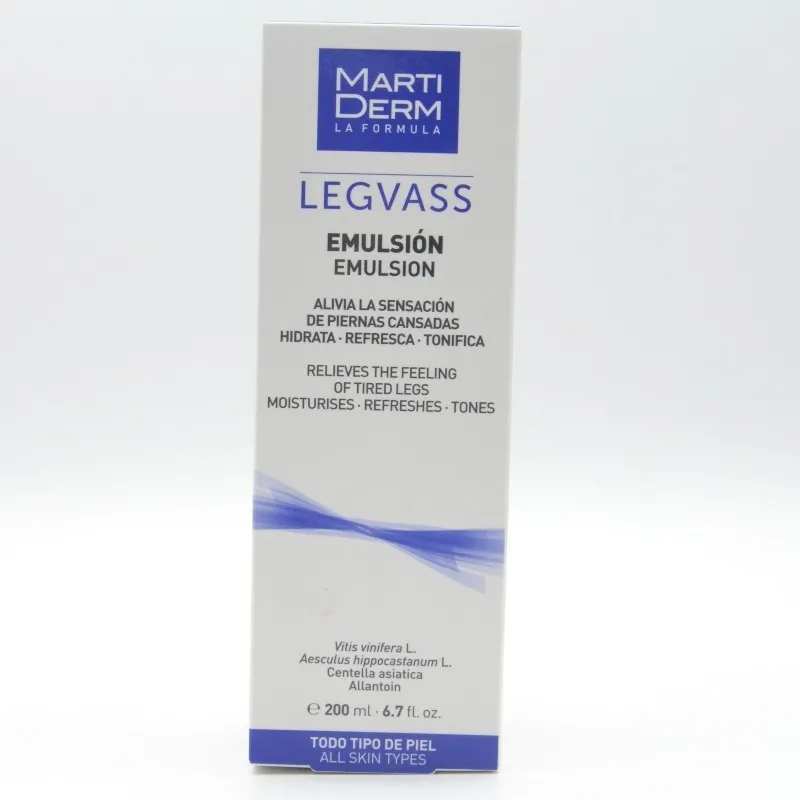 MARTI
DERM
LA FORMULA
LEGVASS
EMULSIÓN
EMULSION
ALIVIA LA SENSACIÓN
DE PIERNAS CANSADAS
HIDRATA · REFRESCA · TONIFICA
RELIEVES THE FEELING
OF TIRED LEGS
MOISTURISES · REFRESHES · TONES
Vitis vinifera L.
Aesculus hippocastanum L.
Centella asiatica
Allantoin
℮ 200 ml · 6.7 fl. oz.
TODO TIPO DE PIEL
ALL SKIN TYPES